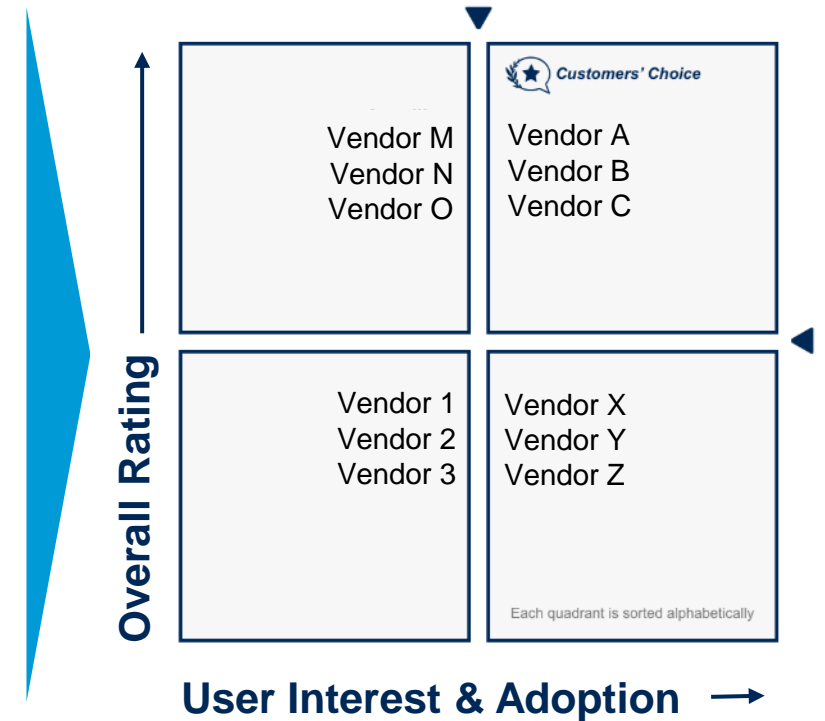 Customers' Choice
Vendor M
Vendor N
Vendor O
Vendor A
Vendor B
Vendor C
Overall Rating
Vendor 1
Vendor 2
Vendor 3
Vendor X
Vendor Y
Vendor Z
Each quadrant is sorted alphabetically
User Interest & Adoption